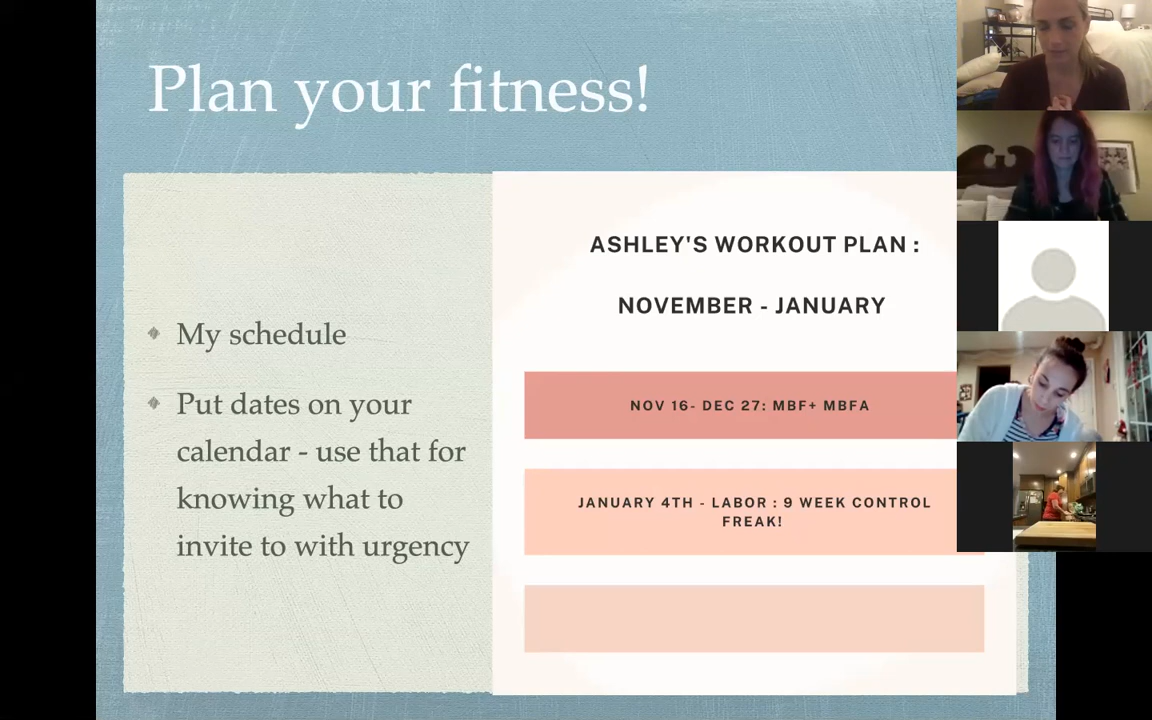 Plan your fitness!
My schedule
Put dates on your
calendar - use that for
knowing what to
invite to with urgency
ASHLEY'S WORKOUT PLAN :
NOVEMBER - JANUARY
NOV 16- DEC 27: MBF+ MBFA
JANUARY 4TH - LABOR : 9 WEEK CONTROL
FREAK!